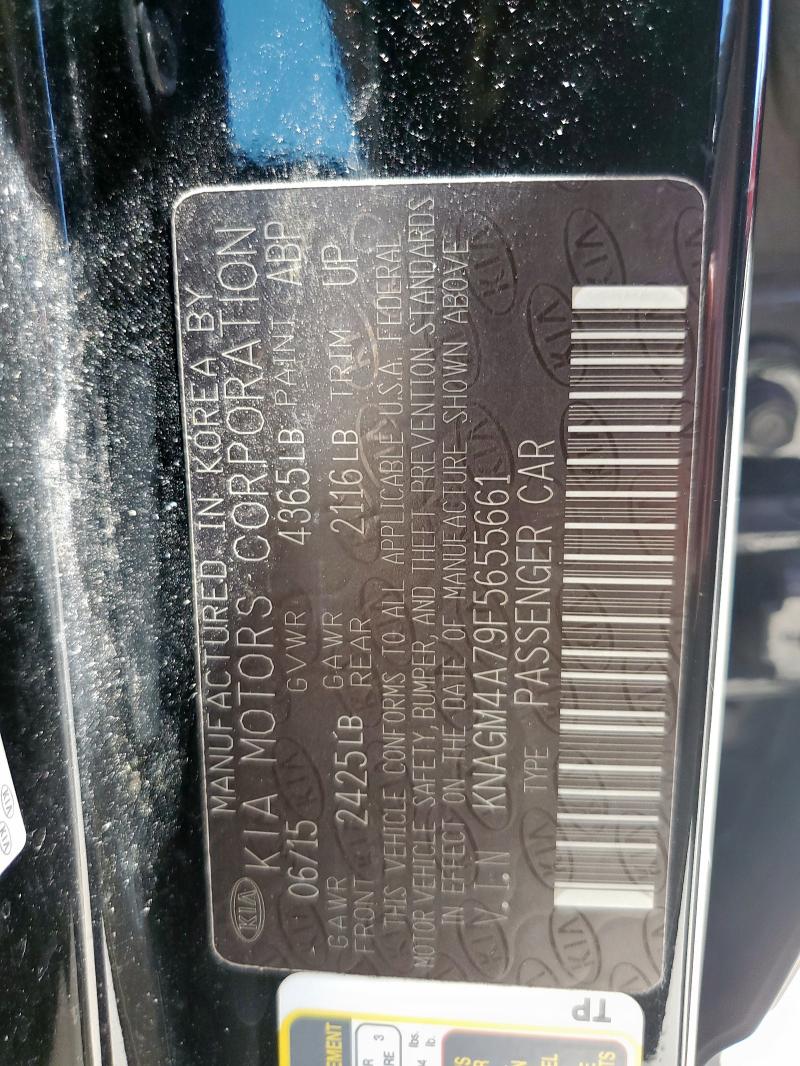 KIA
MANUFACTURED IN KOREA BY
KIA MOTORS CORPORATION
06/15 GVWR 4365LB PAINT ABP
GAWR FRONT 2425LB GAWR REAR 2116LB TRIM UP
THIS VEHICLE CONFORMS TO ALL APPLICABLE U.S.A. FEDERAL
MOTOR VEHICLE SAFETY, BUMPER, AND THEFT PREVENTION STANDARDS
IN EFFECT ON THE DATE OF MANUFACTURE SHOWN ABOVE
V.I.N KNAGM4A79F5655661
TYPE PASSENGER CAR
TP